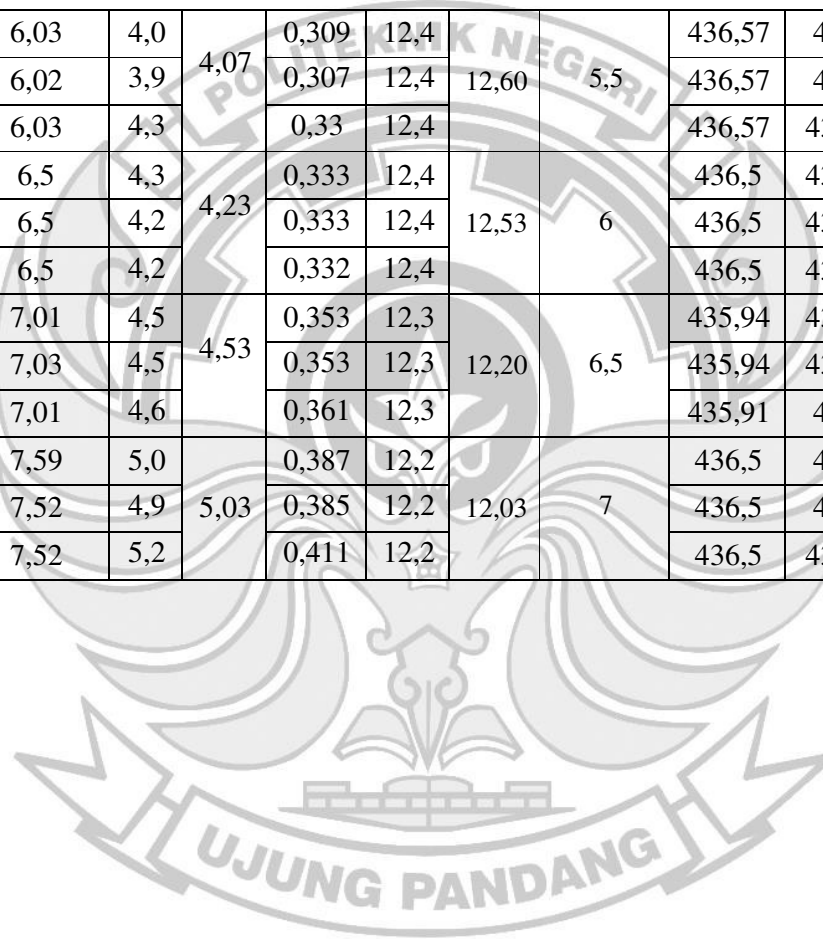 6,03 4,0 4,07 0,309 12,4 12,60 5,5 436,57
6,02 3,9 0,307 12,4 436,57
6,03 4,3 0,33 12,4 436,57
6,5 4,3 4,23 0,333 12,4 12,53 6 436,5
6,5 4,2 0,333 12,4 436,5
6,5 4,2 0,332 12,4 436,5
7,01 4,5 4,53 0,353 12,3 12,20 6,5 435,94
7,03 4,5 0,353 12,3 435,94
7,01 4,6 0,361 12,3 435,91
7,59 5,0 5,03 0,387 12,2 12,03 7 436,5
7,52 4,9 0,385 12,2 436,5
7,52 5,2 0,411 12,2 436,5
POLITEKNIK NEGERI
UJUNG PANDANG